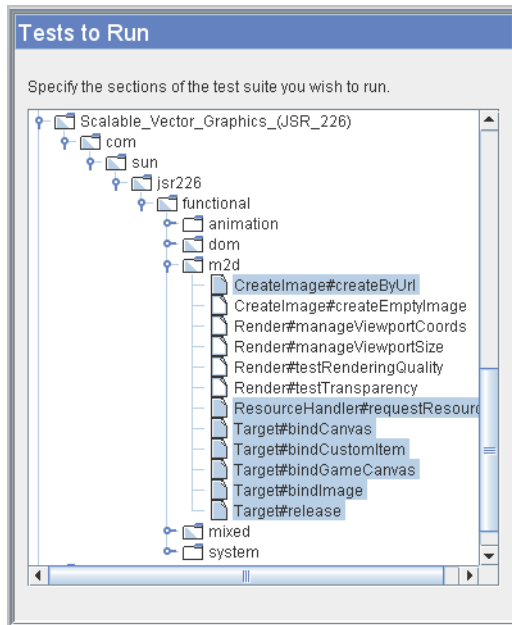 Tests to Run
Specify the sections of the test suite you wish to run.
Scalable_Vector_Graphics_(JSR_226)
com
sun
jsr226
functional
animation
dom
m2d
CreateImage#createByUrl
CreateImage#createEmptyImage
Render#manageViewportCoords
Render#manageViewportSize
Render#testRenderingQuality
Render#testTransparency
ResourceHandler#requestResourc
Target#bindCanvas
Target#bindCustomItem
Target#bindGameCanvas
Target#bindImage
Target#release
mixed
system